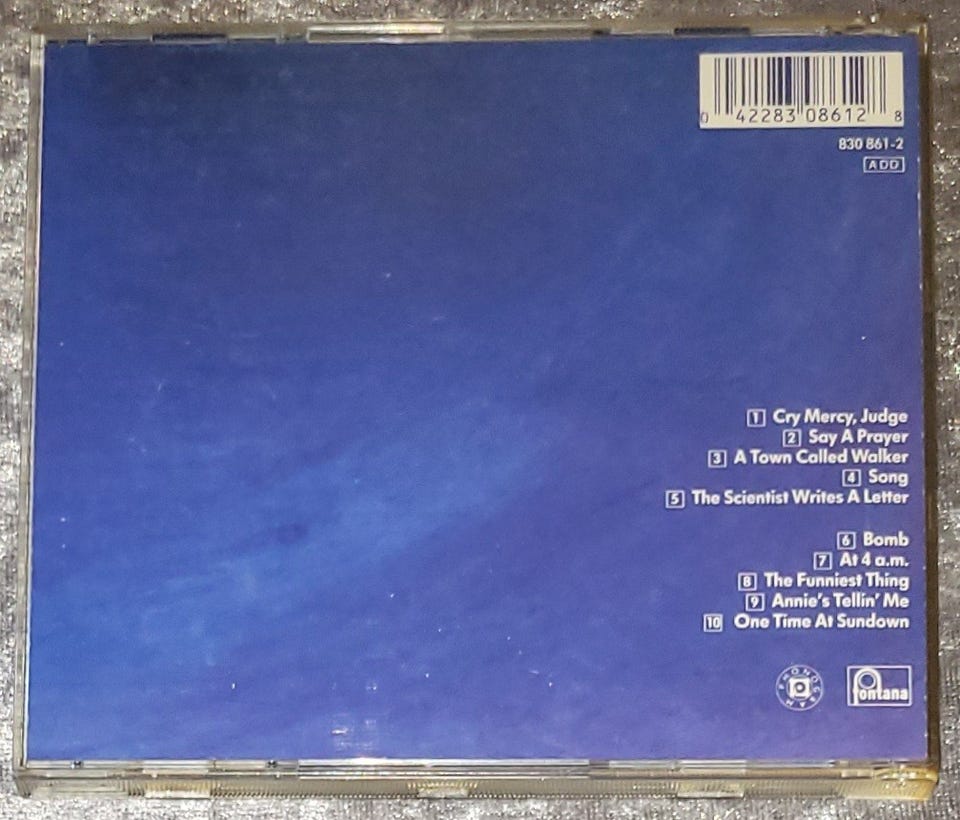 0 42283 08612 8
830 861-2
ADD
1 Cry Mercy, Judge
2 Say A Prayer
3 A Town Called Walker
4 Song
5 The Scientist Writes A Letter
6 Bomb
7 At 4 a.m.
8 The Funniest Thing
9 Annie's Tellin' Me
10 One Time At Sundown
PHONOGRAM
fontana